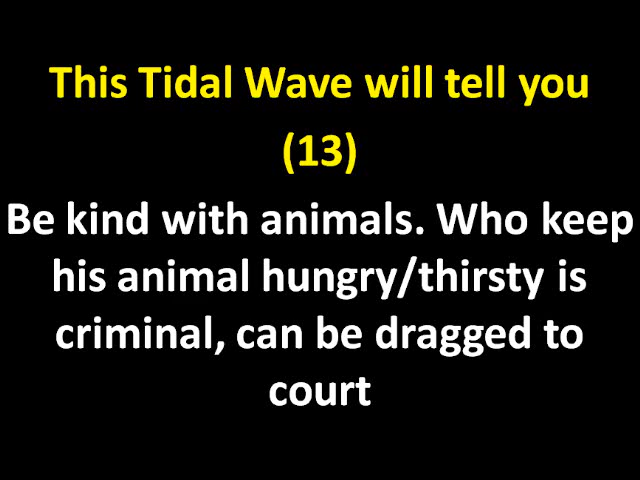 This Tidal Wave will tell you
(13)
Be kind with animals. Who keep
his animal hungry/thirsty is
criminal, can be dragged to
court